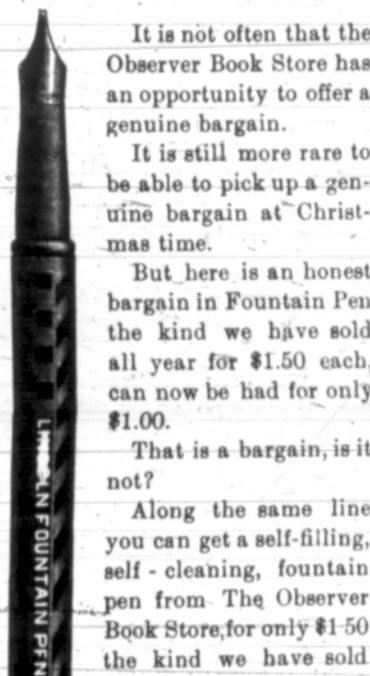 It is not often that the
Observer Book Store has
an opportunity to offer a
genuine bargain.
It is still more rare to
be able to pick up a gen-
uine bargain at Christ-
mas time.
But here is an honest
bargain in Fountain Pen
the kind we have sold
all year for $1.50 each,
can now be had for only
$1.00.
That is a bargain, is it
not?
Along the same line
you can get a self-filling,
self - cleaning, fountain
pen from The Observer
Book Store,for only $1 50
the kind we have sold
LINCOLN FOUNTAIN PEN